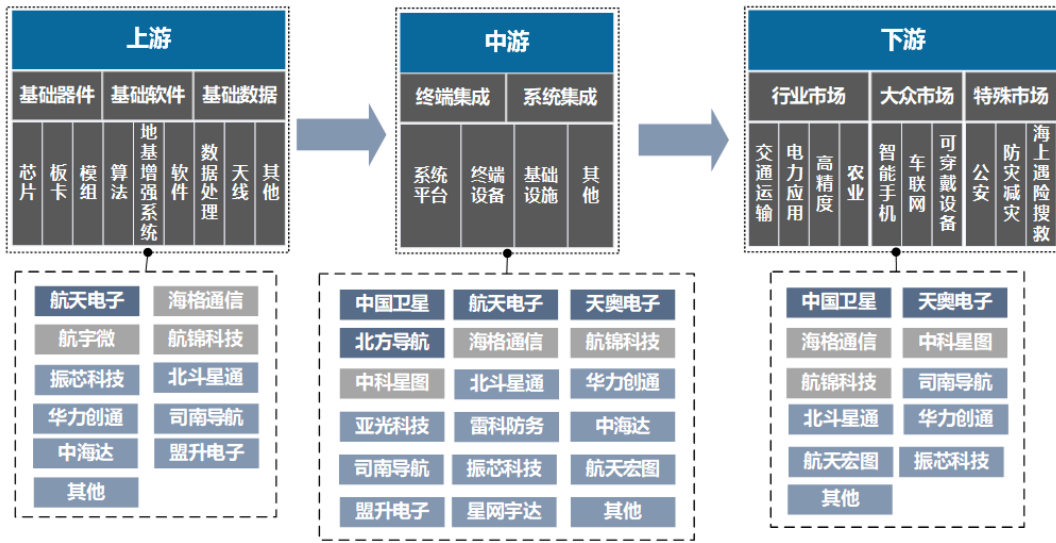 上游
基础器件 基础软件 基础数据
芯片
板卡
模组
算法
地基增强系统
软件
数据处理
天线
其他
航天电子 海格通信
航宇微 航锦科技
振芯科技 北斗星通
华力创通 司南导航
中海达 盟升电子
其他
中游
终端集成 系统集成
系统平台
终端设备
基础设施
其他
中国卫星 航天电子 天奥电子
北方导航 海格通信 航锦科技
中科星图 北斗星通 华力创通
亚光科技 雷科防务 中海达
司南导航 振芯科技 航天宏图
盟升电子 星网宇达 其他
下游
行业市场 大众市场 特殊市场
交通运输
电力应用
高精度
农业
智能手机
车联网
可穿戴设备
公安
防灾减灾
海上遇险搜救
中国卫星 天奥电子
海格通信 中科星图
航锦科技 司南导航
北斗星通 华力创通
航天宏图 振芯科技
其他